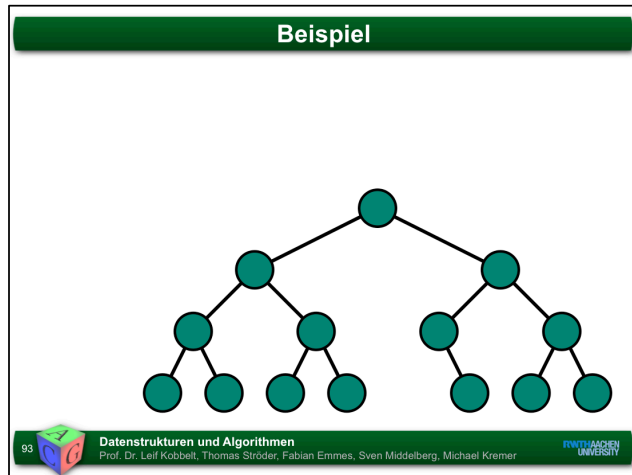 Beispiel
93
A
C
G
Datenstrukturen und Algorithmen
Prof. Dr. Leif Kobbelt, Thomas Ströder, Fabian Emmes, Sven Middelberg, Michael Kremer
RWTHAACHEN
UNIVERSITY